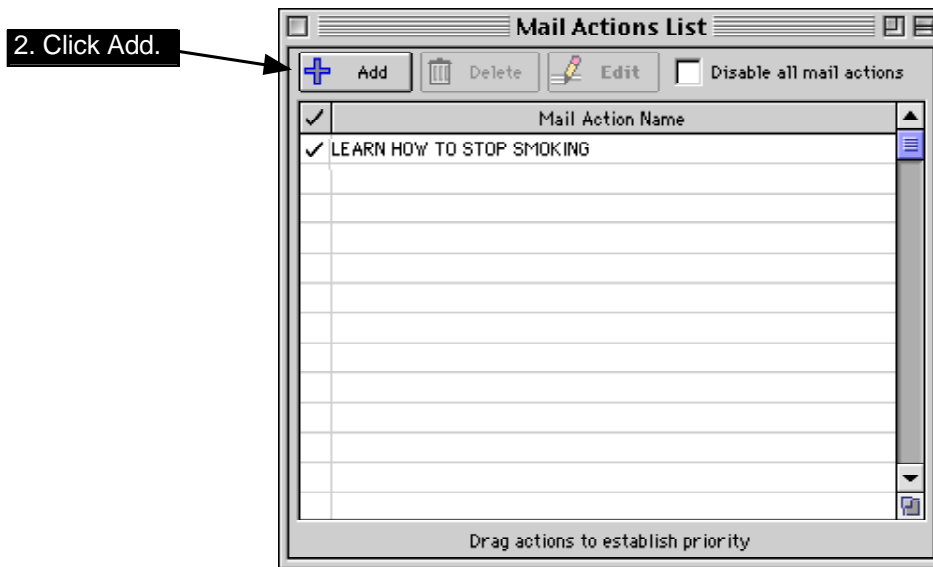 Mail Actions List
2. Click Add.
Add Delete Edit Disable all mail actions
Mail Action Name
LEARN HOW TO STOP SMOKING
Drag actions to establish priority